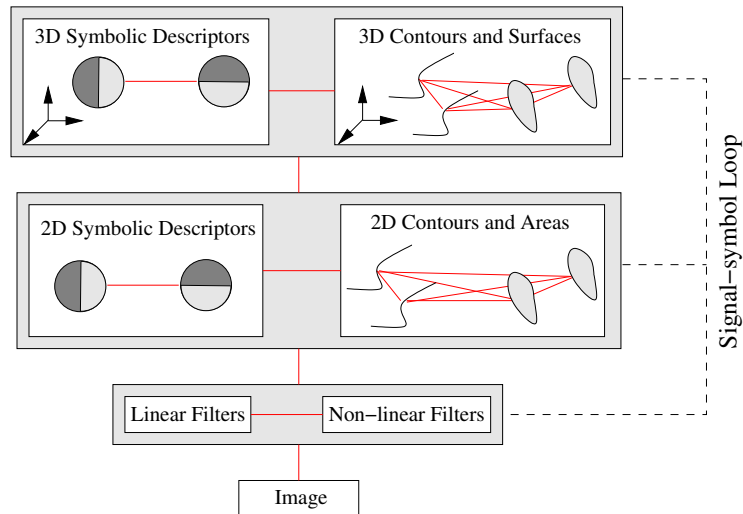 3D Symbolic Descriptors
3D Contours and Surfaces
2D Symbolic Descriptors
2D Contours and Areas
Linear Filters
Non−linear Filters
Image
Signal−symbol Loop